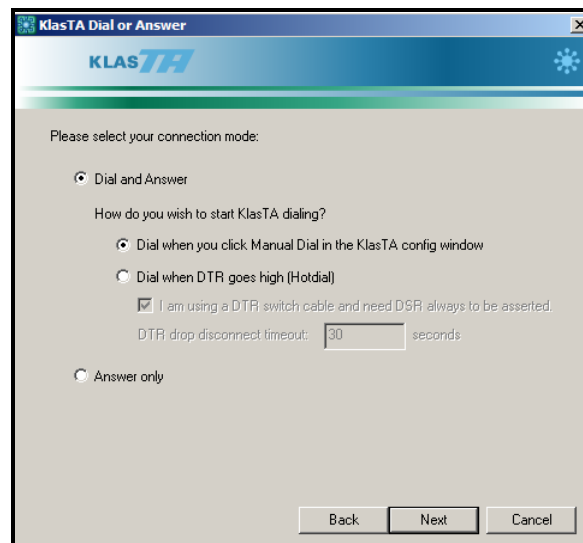 KlasTA Dial or Answer
KLASTA
Please select your connection mode:
Dial and Answer
How do you wish to start KlasTA dialing?
Dial when you click Manual Dial in the KlasTA config window
Dial when DTR goes high (Hotdial)
I am using a DTR switch cable and need DSR always to be asserted.
DTR drop disconnect timeout: 30 seconds
Answer only
Back Next Cancel